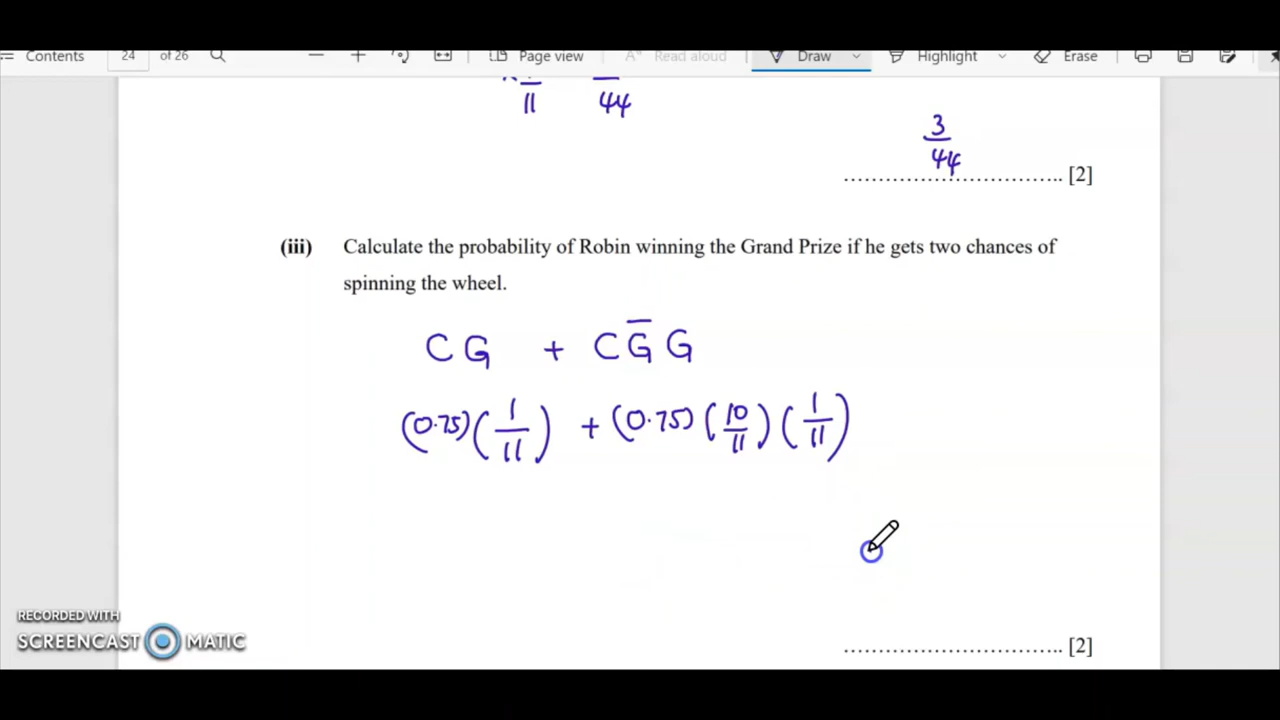 Contents 24 of 26 Page view Read aloud Draw Highlight Erase
11 44
3
44
[2]
(iii) Calculate the probability of Robin winning the Grand Prize if he gets two chances of
spinning the wheel.
C G + C G̅ G
(0.75)(1/11) + (0.75)(10/11)(1/11)
RECORDED WITH
SCREENCAST MATIC
[2]